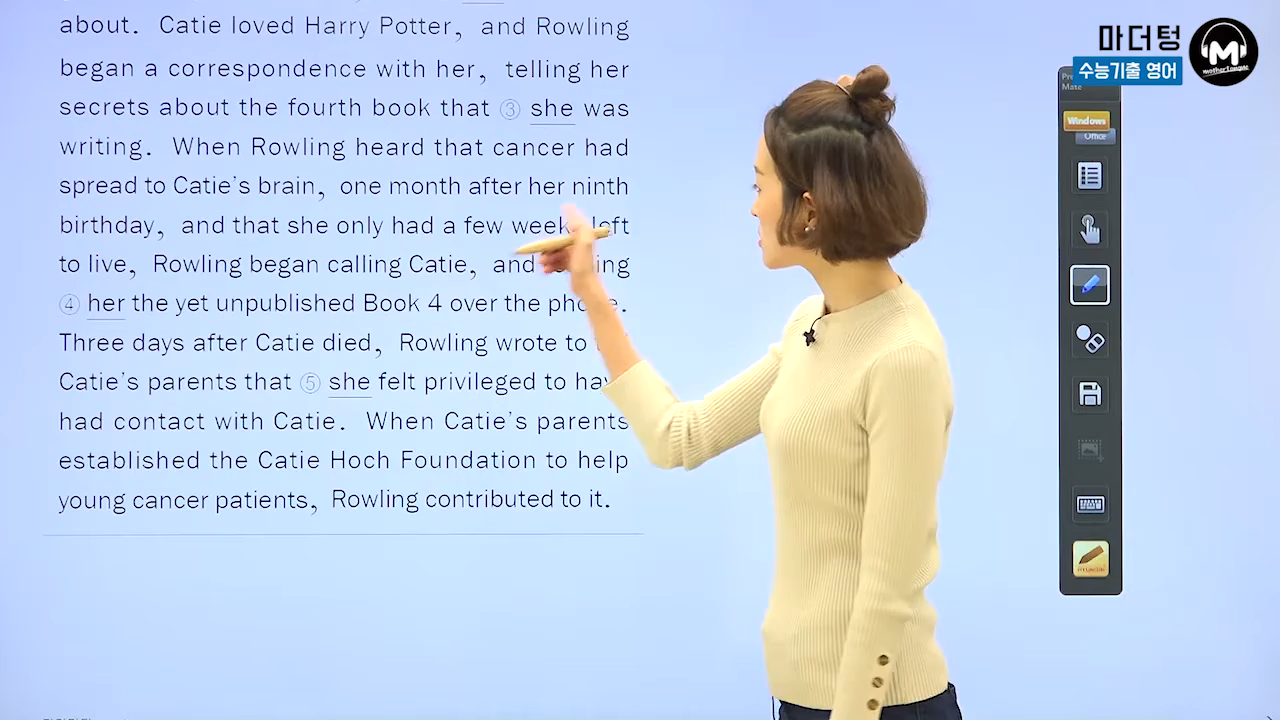 about. Catie loved Harry Potter, and Rowling
began a correspondence with her, telling her
secrets about the fourth book that ③ she was
writing. When Rowling heard that cancer had
spread to Catie's brain, one month after her ninth
birthday, and that she only had a few weeks left
to live, Rowling began calling Catie, and
④ her the yet unpublished Book 4 over the
Three days after Catie died, Rowling wrote to
Catie's parents that ⑤ she felt privileged to
had contact with Catie. When Catie's parents
established the Catie Hoch Foundation to help
young cancer patients, Rowling contributed to it.
마더텅
수능기출 영어
M
mother tongue
Mate
Windows
Office